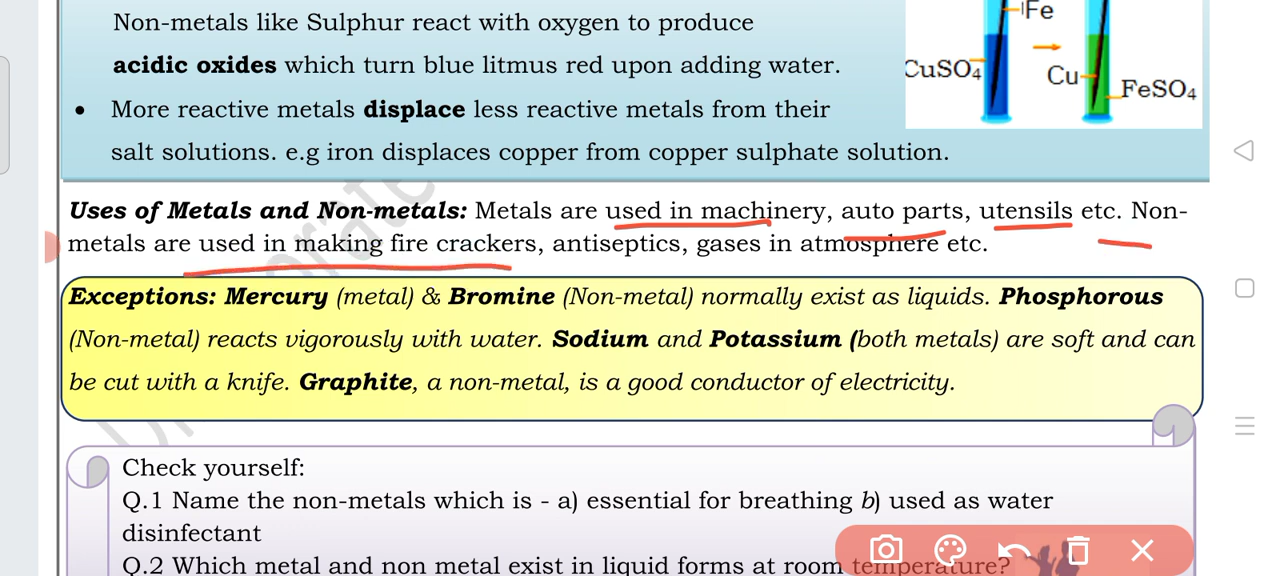 Non-metals like Sulphur react with oxygen to produce
acidic oxides which turn blue litmus red upon adding water.
• More reactive metals displace less reactive metals from their
salt solutions. e.g iron displaces copper from copper sulphate solution.
Fe
CuSO4
Cu
FeSO4
Uses of Metals and Non-metals: Metals are used in machinery, auto parts, utensils etc. Non-
metals are used in making fire crackers, antiseptics, gases in atmosphere etc.
Exceptions: Mercury (metal) & Bromine (Non-metal) normally exist as liquids. Phosphorous
(Non-metal) reacts vigorously with water. Sodium and Potassium (both metals) are soft and can
be cut with a knife. Graphite, a non-metal, is a good conductor of electricity.
Check yourself:
Q.1 Name the non-metals which is - a) essential for breathing b) used as water
disinfectant
Q.2 Which metal and non metal exist in liquid forms at room temperature?